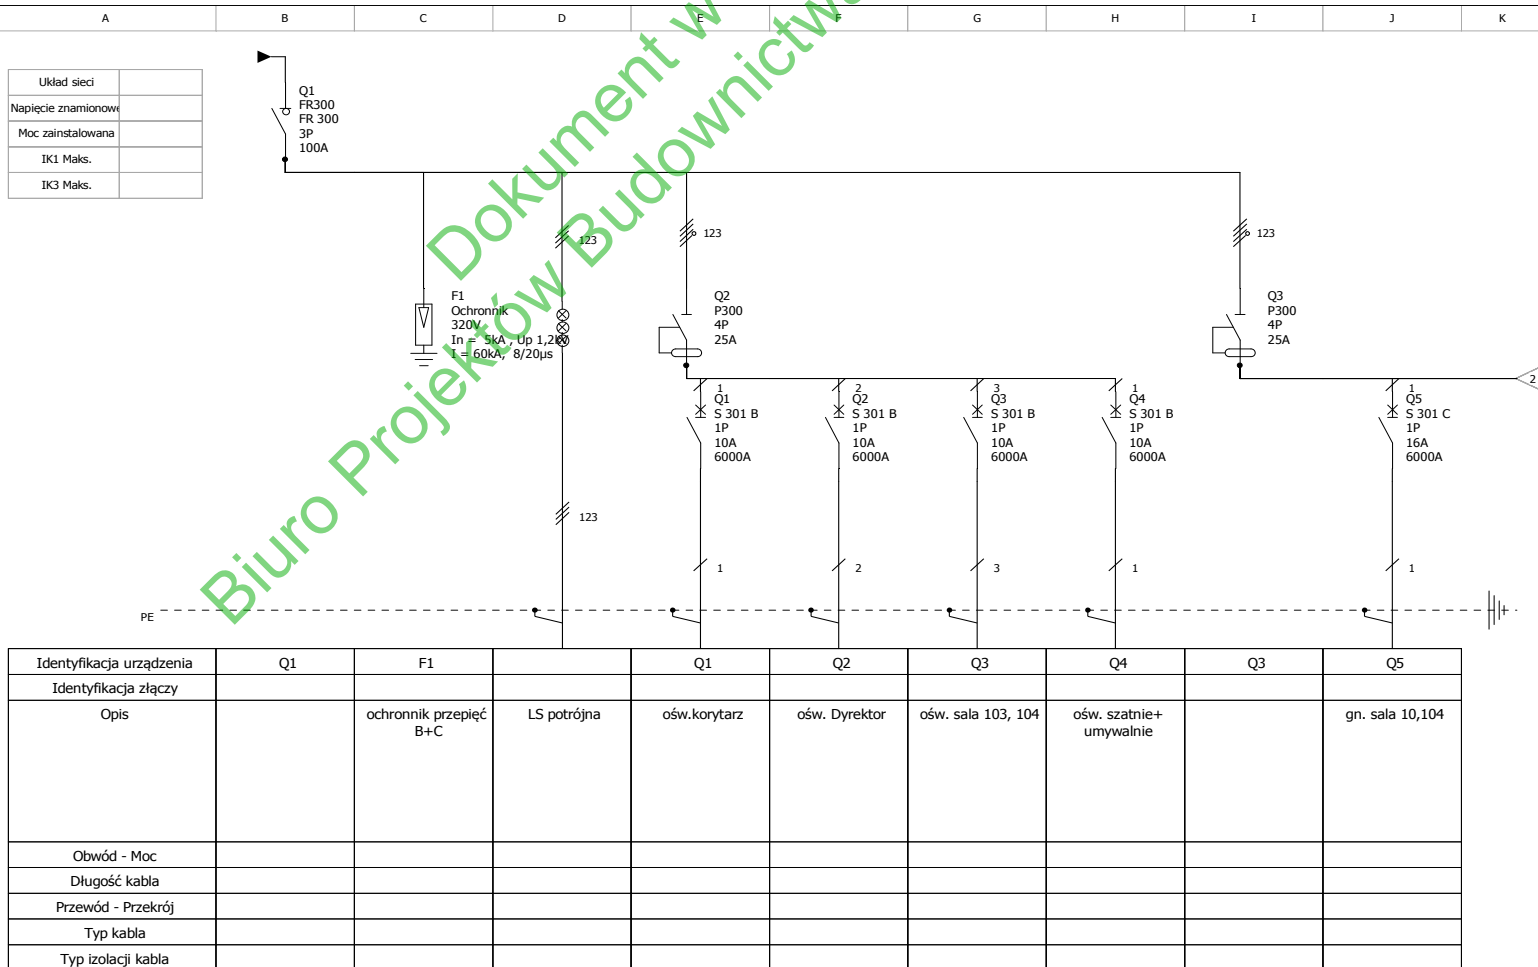 A B C D E F G H I J K
Układ sieci
Napięcie znamionowe
Moc zainstalowana
IK1 Maks.
IK3 Maks.
Q1
FR300
FR 300
3P
100A
123
123
123
F1
Ochronnik
320V
In = 5kA , Up 1,2kV
I = 60kA, 8/20µs
Q2
P300
4P
25A
Q3
P300
4P
25A
1
Q1
S 301 B
1P
10A
6000A
2
Q2
S 301 B
1P
10A
6000A
3
Q3
S 301 B
1P
10A
6000A
1
Q4
S 301 B
1P
10A
6000A
1
Q5
S 301 C
1P
16A
6000A
2
123
1
2
3
1
1
PE
Dokument w
Biuro Projektów Budownictwa
Identyfikacja urządzenia Q1 F1 Q1 Q2 Q3 Q4 Q3 Q5
Identyfikacja złączy
Opis
ochronnik przepięć
B+C
LS potrójna
ośw.korytarz
ośw. Dyrektor
ośw. sala 103, 104
ośw. szatnie+
umywalnie
gn. sala 10,104
Obwód - Moc
Długość kabla
Przewód - Przekrój
Typ kabla
Typ izolacji kabla